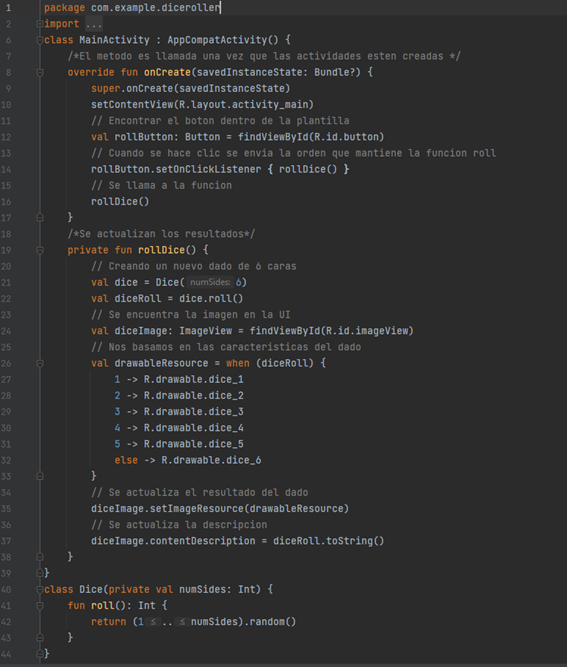 1 package com.example.diceroller
2 import ...
6 class MainActivity : AppCompatActivity() {
7 /*El metodo es llamada una vez que las actividades esten creadas */
8 override fun onCreate(savedInstanceState: Bundle?) {
9 super.onCreate(savedInstanceState)
10 setContentView(R.layout.activity_main)
11 // Encontrar el boton dentro de la plantilla
12 val rollButton: Button = findViewById(R.id.button)
13 // Cuando se hace clic se envia la orden que mantiene la funcion roll
14 rollButton.setOnClickListener { rollDice() }
15 // Se llama a la funcion
16 rollDice()
17 }
18 /*Se actualizan los resultados*/
19 private fun rollDice() {
20 // Creando un nuevo dado de 6 caras
21 val dice = Dice( numSides: 6)
22 val diceRoll = dice.roll()
23 // Se encuentra la imagen en la UI
24 val diceImage: ImageView = findViewById(R.id.imageView)
25 // Nos basamos en las caracteristicas del dado
26 val drawableResource = when (diceRoll) {
27 1 -> R.drawable.dice_1
28 2 -> R.drawable.dice_2
29 3 -> R.drawable.dice_3
30 4 -> R.drawable.dice_4
31 5 -> R.drawable.dice_5
32 else -> R.drawable.dice_6
33 }
34 // Se actualiza el resultado del dado
35 diceImage.setImageResource(drawableResource)
36 // Se actualiza la descripcion
37 diceImage.contentDescription = diceRoll.toString()
38 }
39 }
40 class Dice(private val numSides: Int) {
41 fun roll(): Int {
42 return (1 ≤ .. ≤ numSides).random()
43 }
44 }